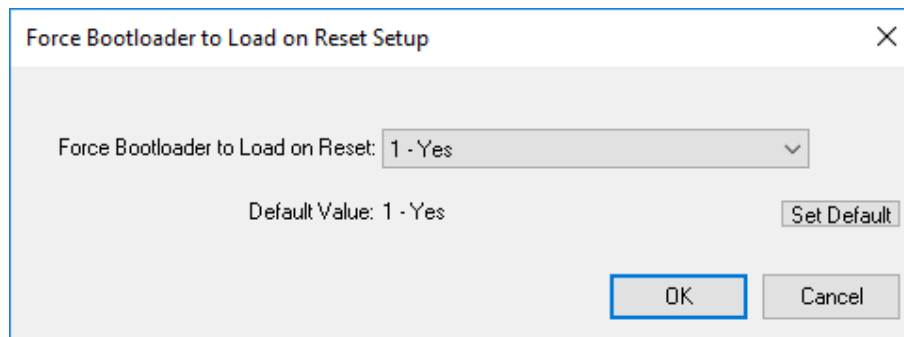 Force Bootloader to Load on Reset Setup
Force Bootloader to Load on Reset: 1 - Yes
Default Value: 1 - Yes Set Default
OK Cancel